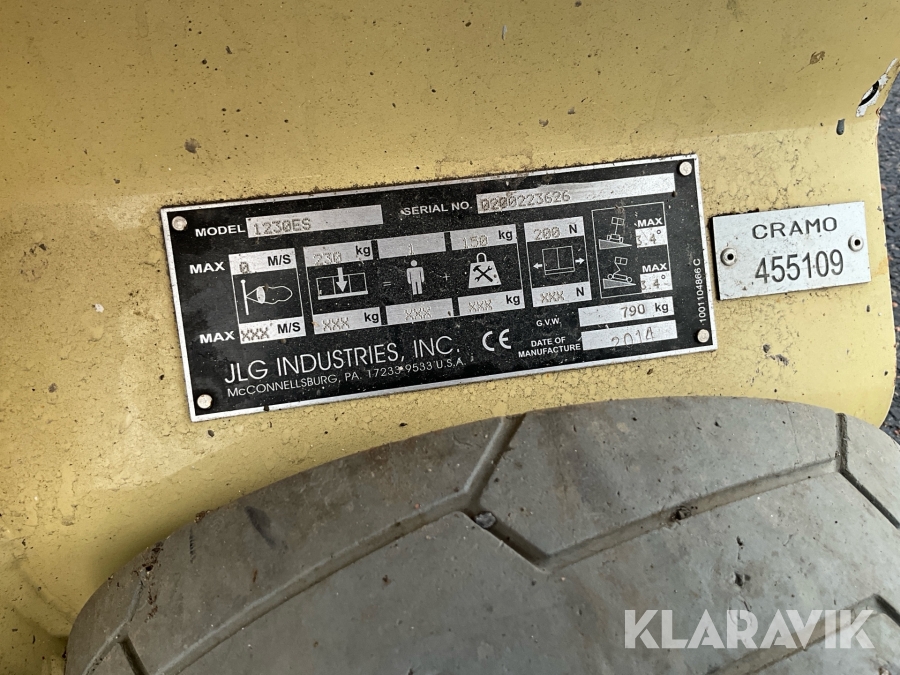 MODEL 1230ES SERIAL NO. 0200223626
MAX 0 M/S 230 kg 1 150 kg 200 N MAX 3.4°
= +
MAX 3.4°
MAX XXX M/S XXX kg XXX XXX kg XXX N
G.V.W. 790 kg
JLG INDUSTRIES, INC. CE DATE OF MANUFACTURE 2014
McCONNELLSBURG, PA. 17233-9533 U.S.A.
1001104866 C
CRAMO
455109
KLARAVIK